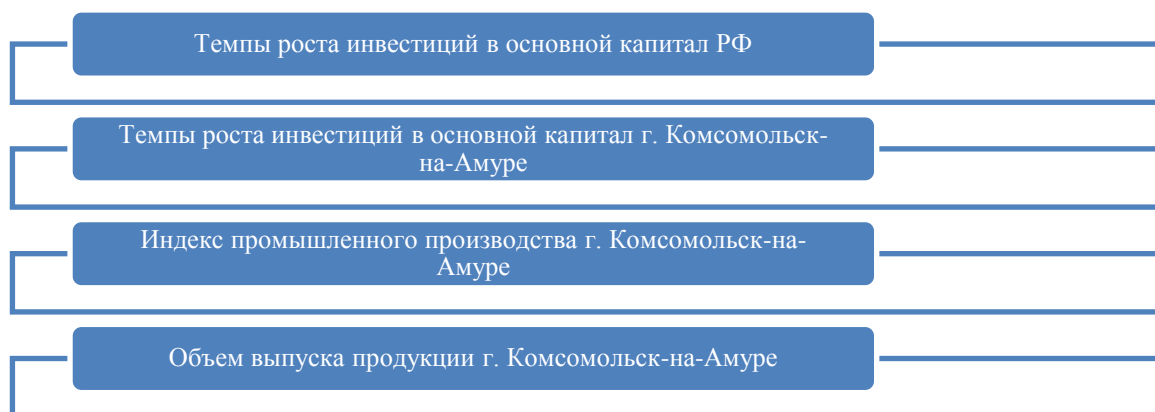 Темпы роста инвестиций в основной капитал РФ
Темпы роста инвестиций в основной капитал г. Комсомольск-
на-Амуре
Индекс промышленного производства г. Комсомольск-на-
Амуре
Объем выпуска продукции г. Комсомольск-на-Амуре